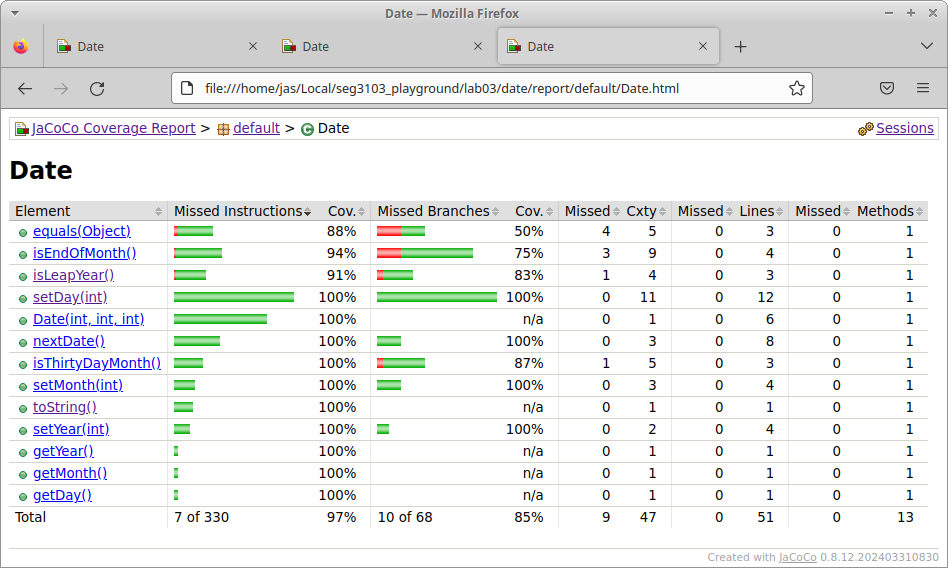 Date — Mozilla Firefox
Date Date Date
file:///home/jas/Local/seg3103_playground/lab03/date/report/default/Date.html
JaCoCo Coverage Report > default > Date Sessions
Date
Element Missed Instructions Cov. Missed Branches Cov. Missed Cxty Missed Lines Missed Methods
equals(Object) 88% 50% 4 5 0 3 0 1
isEndOfMonth() 94% 75% 3 9 0 4 0 1
isLeapYear() 91% 83% 1 4 0 3 0 1
setDay(int) 100% 100% 0 11 0 12 0 1
Date(int, int, int) 100% n/a 0 1 0 6 0 1
nextDate() 100% 100% 0 3 0 8 0 1
isThirtyDayMonth() 100% 87% 1 5 0 3 0 1
setMonth(int) 100% 100% 0 3 0 4 0 1
toString() 100% n/a 0 1 0 1 0 1
setYear(int) 100% 100% 0 2 0 4 0 1
getYear() 100% n/a 0 1 0 1 0 1
getMonth() 100% n/a 0 1 0 1 0 1
getDay() 100% n/a 0 1 0 1 0 1
Total 7 of 330 97% 10 of 68 85% 9 47 0 51 0 13
Created with JaCoCo 0.8.12.202403310830